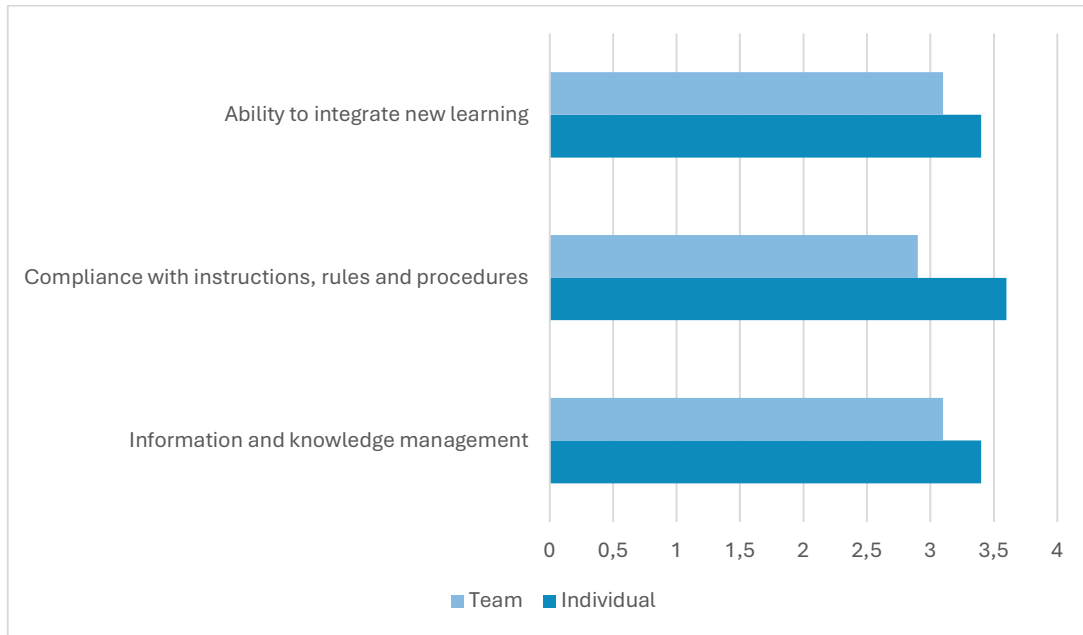 Ability to integrate new learning
Compliance with instructions, rules and procedures
Information and knowledge management
0 0,5 1 1,5 2 2,5 3 3,5 4
Team Individual